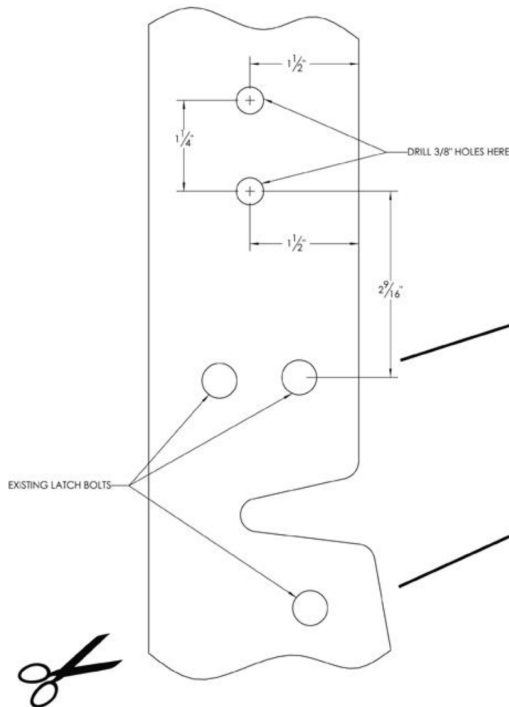 1 1/2"
1 1/4"
DRILL 3/8" HOLES HERE
1 1/2"
2 9/16"
EXISTING LATCH BOLTS